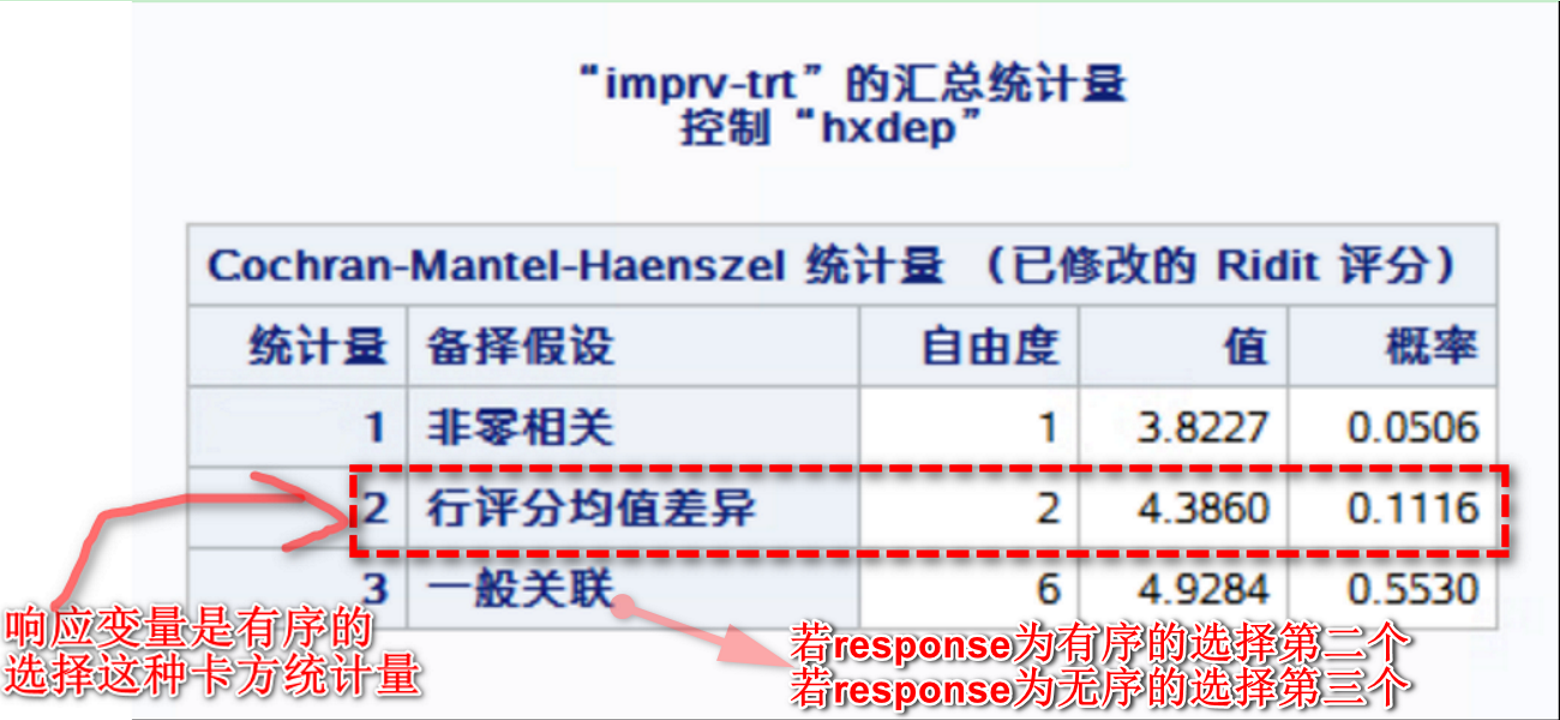 “imprv-trt”的汇总统计量
控制“hxdep”
Cochran-Mantel-Haenszel 统计量 （已修改的 Ridit 评分）
统计量 备择假设 自由度 值 概率
1 非零相关 1 3.8227 0.0506
2 行评分均值差异 2 4.3860 0.1116
3 一般关联 6 4.9284 0.5530
响应变量是有序的
选择这种卡方统计量
若response为有序的选择第二个
若response为无序的选择第三个